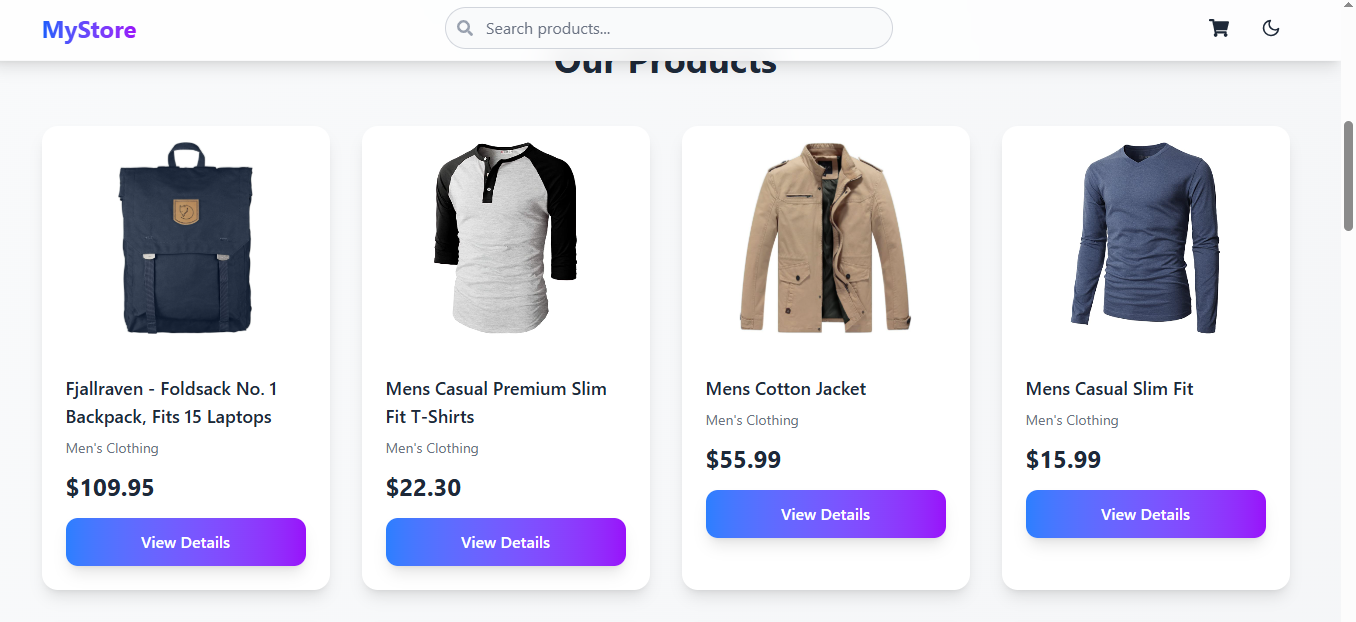 MyStore
Search products...
Our Products
Fjallraven - Foldsack No. 1
Backpack, Fits 15 Laptops
Men's Clothing
$109.95
View Details
Mens Casual Premium Slim
Fit T-Shirts
Men's Clothing
$22.30
View Details
Mens Cotton Jacket
Men's Clothing
$55.99
View Details
Mens Casual Slim Fit
Men's Clothing
$15.99
View Details